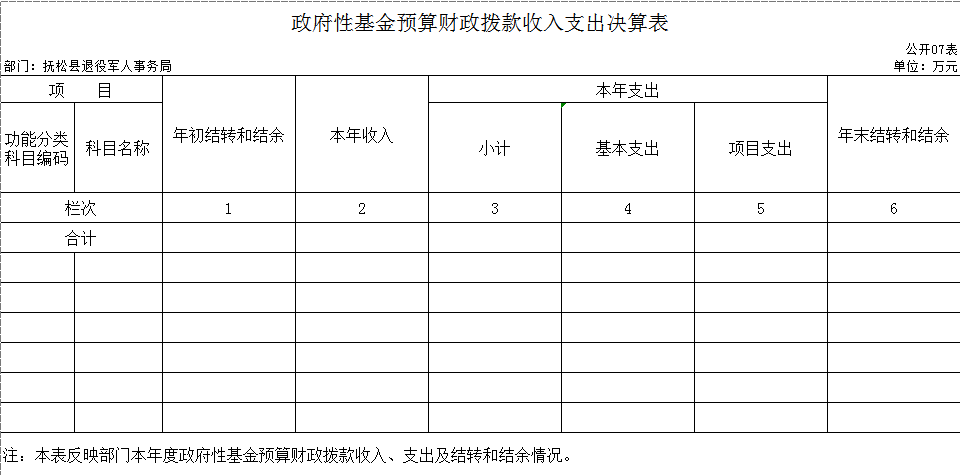 政府性基金预算财政拨款收入支出决算表
公开07表
部门：抚松县退役军人事务局
单位：万元
项 目
年初结转和结余
本年收入
本年支出
年末结转和结余
功能分类
科目编码
科目名称
小计
基本支出
项目支出
栏次 1 2 3 4 5 6
合计
注：本表反映部门本年度政府性基金预算财政拨款收入、支出及结转和结余情况。